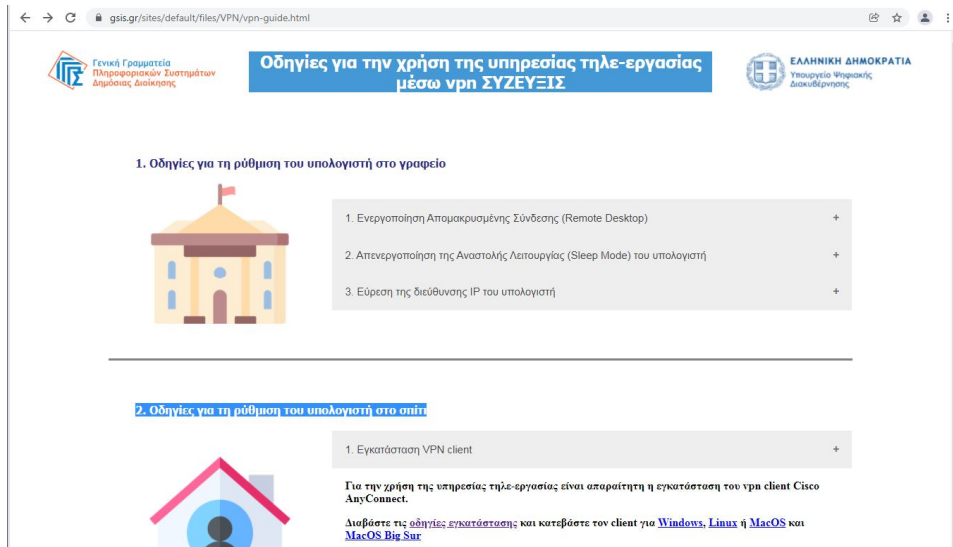 gsis.gr/sites/default/files/VPN/vpn-guide.html
Γενική Γραμματεία
Πληροφοριακών Συστημάτων
Δημόσιας Διοίκησης
Οδηγίες για την χρήση της υπηρεσίας τηλε-εργασίας
μέσω vpn ΣΥΖΕΥΞΙΣ
ΕΛΛΗΝΙΚΗ ΔΗΜΟΚΡΑΤΙΑ
Υπουργείο Ψηφιακής
Διακυβέρνησης
1. Οδηγίες για τη ρύθμιση του υπολογιστή στο γραφείο
1. Ενεργοποίηση Απομακρυσμένης Σύνδεσης (Remote Desktop) +
2. Απενεργοποίηση της Αναστολής Λειτουργίας (Sleep Mode) του υπολογιστή +
3. Εύρεση της διεύθυνσης IP του υπολογιστή +
2. Οδηγίες για τη ρύθμιση του υπολογιστή στο σπίτι
1. Εγκατάσταση VPN client +
Για την χρήση της υπηρεσίας τηλε-εργασίας είναι απαραίτητη η εγκατάσταση του vpn client Cisco
AnyConnect.
Διαβάστε τις οδηγίες εγκατάστασης και κατεβάστε τον client για Windows, Linux ή MacOS και
MacOS Big Sur